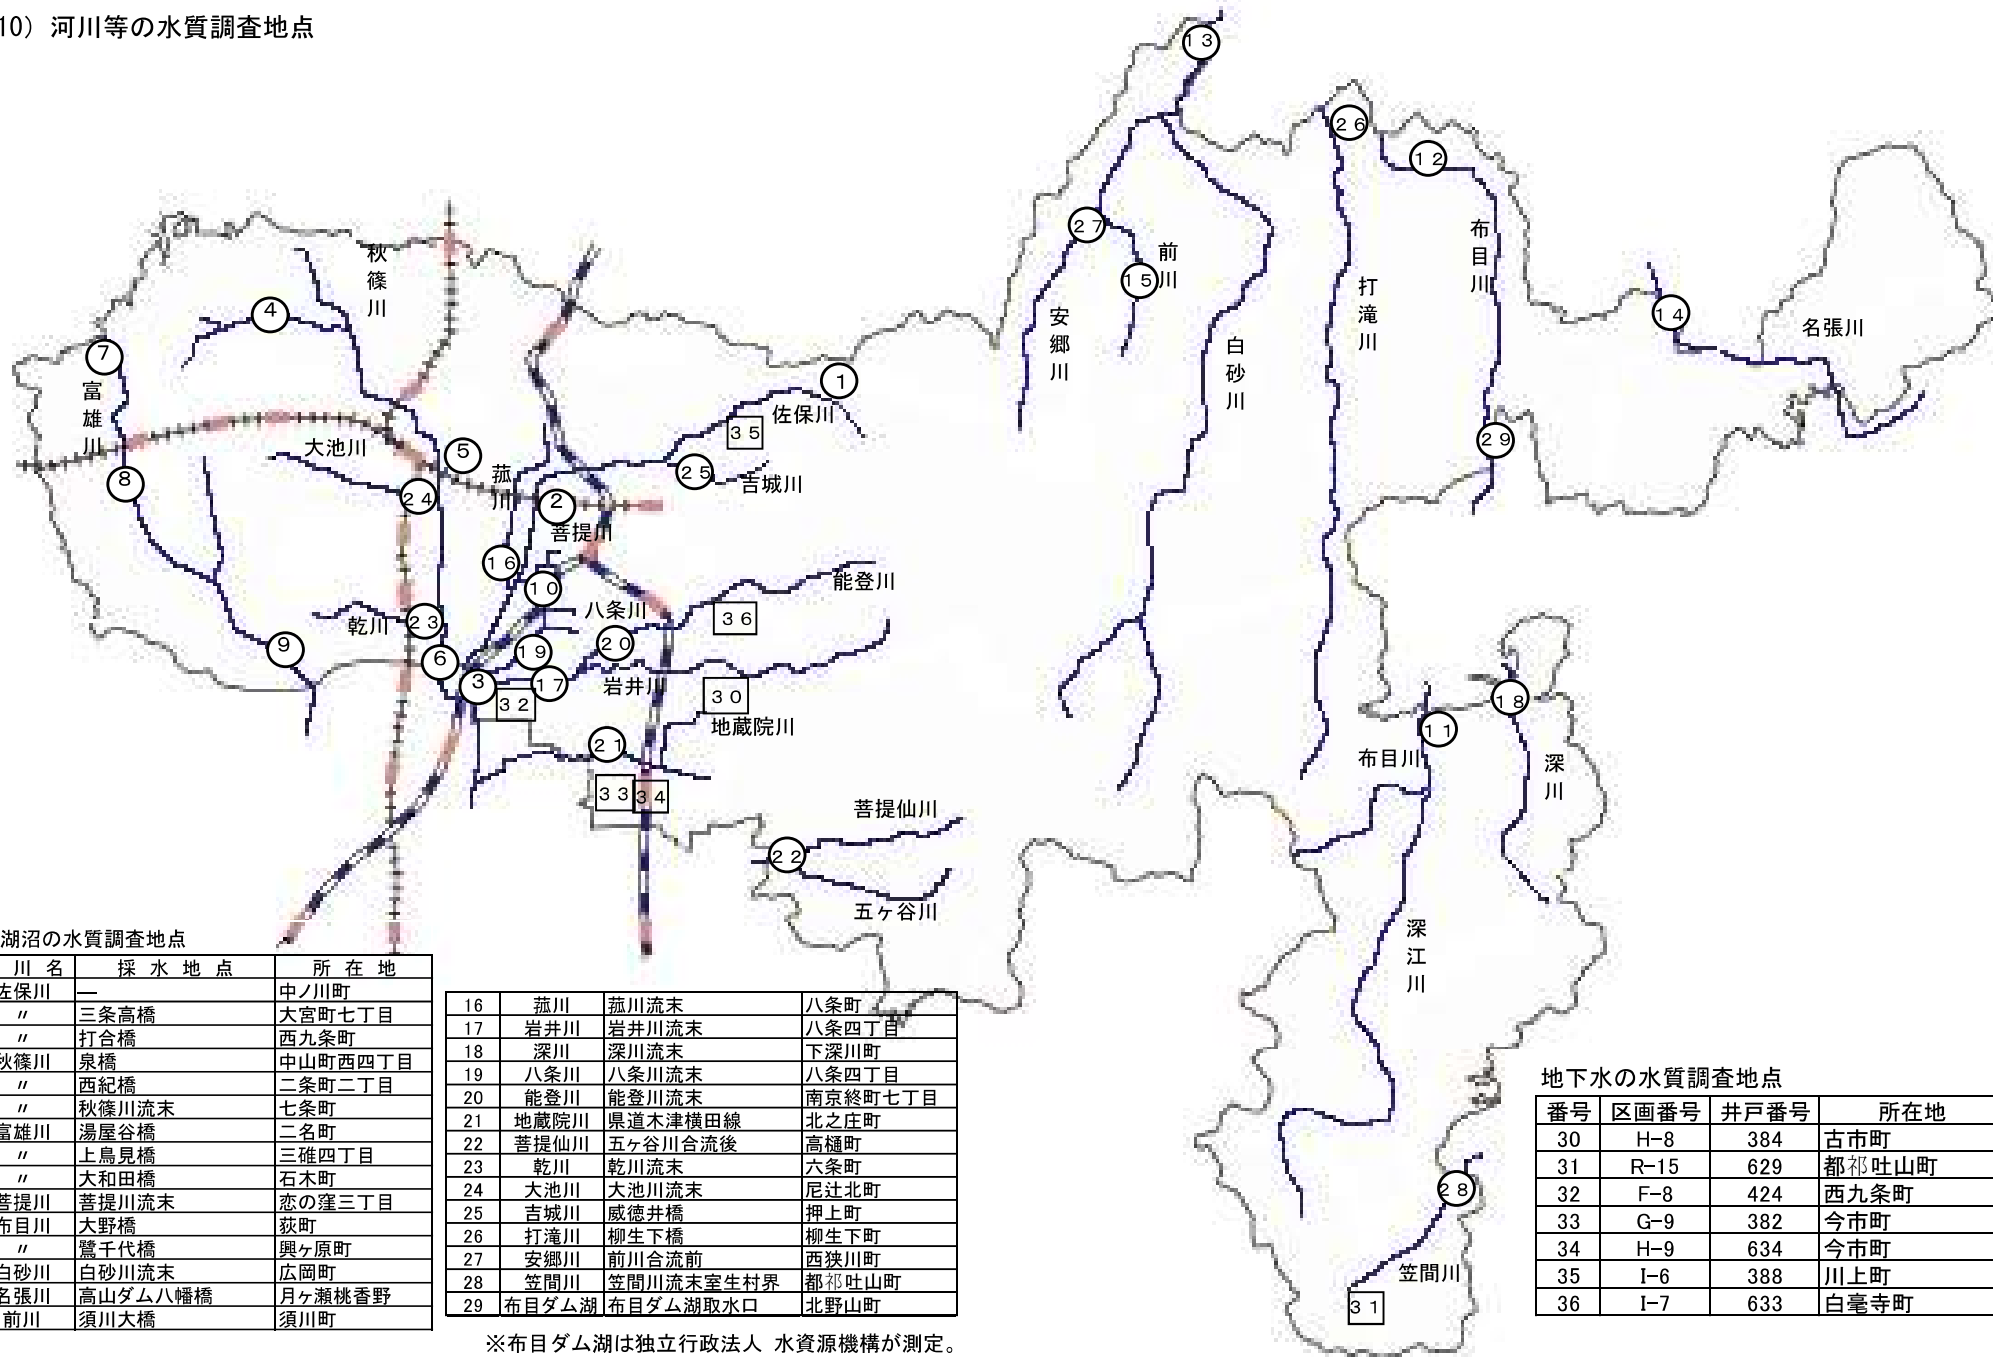 10）河川等の水質調査地点
秋篠川
富雄川
大池川
菰川
佐保川
吉城川
菩提川
能登川
八条川
乾川
岩井川
地蔵院川
菩提仙川
五ヶ谷川
安郷川
前川
白砂川
打滝川
布目川
名張川
布目川
深川
深江川
笠間川
1
2
3
4
5
6
7
8
9
10
11
12
13
14
15
16
17
18
19
20
21
22
23
24
25
26
27
28
29
30
31
32
33
34
35
36
湖沼の水質調査地点
川名 採水地点 所在地
佐保川 ― 中ノ川町
〃 三条高橋 大宮町七丁目
〃 打合橋 西九条町
秋篠川 泉橋 中山町西四丁目
〃 西紀橋 二条町二丁目
〃 秋篠川流末 七条町
富雄川 湯屋谷橋 二名町
〃 上鳥見橋 三碓四丁目
〃 大和田橋 石木町
菩提川 菩提川流末 恋の窪三丁目
布目川 大野橋 荻町
〃 鷺千代橋 興ヶ原町
白砂川 白砂川流末 広岡町
名張川 高山ダム八幡橋 月ヶ瀬桃香野
前川 須川大橋 須川町
16 菰川 菰川流末 八条町
17 岩井川 岩井川流末 八条四丁目
18 深川 深川流末 下深川町
19 八条川 八条川流末 八条四丁目
20 能登川 能登川流末 南京終町七丁目
21 地蔵院川 県道木津横田線 北之庄町
22 菩提仙川 五ヶ谷川合流後 高樋町
23 乾川 乾川流末 六条町
24 大池川 大池川流末 尼辻北町
25 吉城川 威徳井橋 押上町
26 打滝川 柳生下橋 柳生下町
27 安郷川 前川合流前 西狭川町
28 笠間川 笠間川流末室生村界 都祁吐山町
29 布目ダム湖 布目ダム湖取水口 北野山町
※布目ダム湖は独立行政法人 水資源機構が測定。
地下水の水質調査地点
番号 区画番号 井戸番号 所在地
30 H-8 384 古市町
31 R-15 629 都祁吐山町
32 F-8 424 西九条町
33 G-9 382 今市町
34 H-9 634 今市町
35 I-6 388 川上町
36 I-7 633 白毫寺町